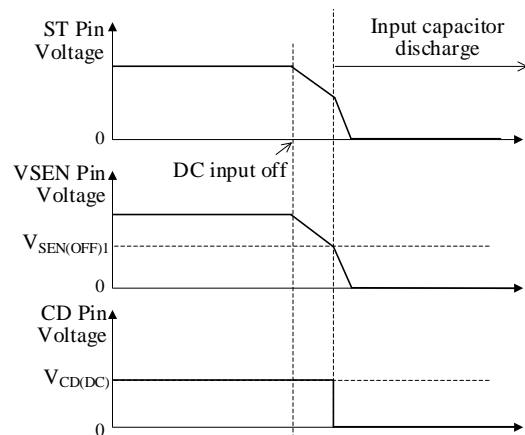 ST Pin
Voltage
Input capacitor
discharge
0
DC input off
VSEN Pin
Voltage
VSEN(OFF)1
0
CD Pin
Voltage
VCD(DC)
0